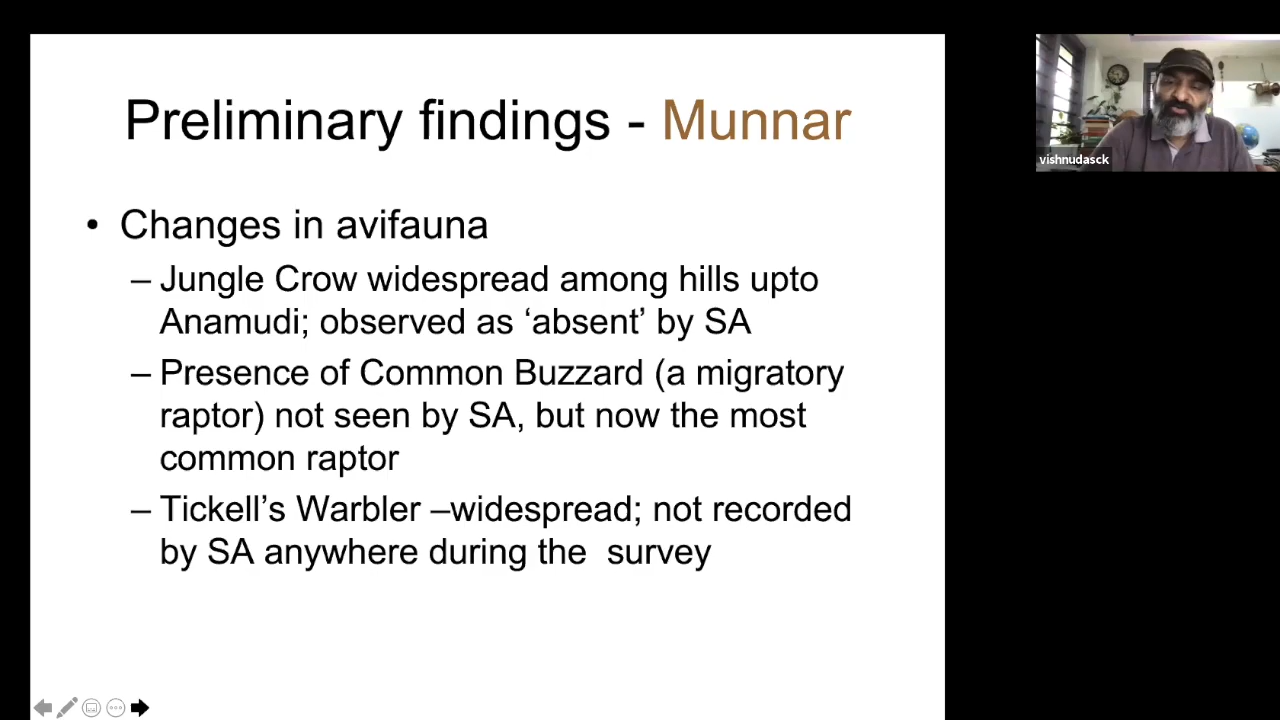 Preliminary findings - Munnar
• Changes in avifauna
– Jungle Crow widespread among hills upto
Anamudi; observed as ‘absent’ by SA
– Presence of Common Buzzard (a migratory
raptor) not seen by SA, but now the most
common raptor
– Tickell’s Warbler –widespread; not recorded
by SA anywhere during the  survey
vishnudasck